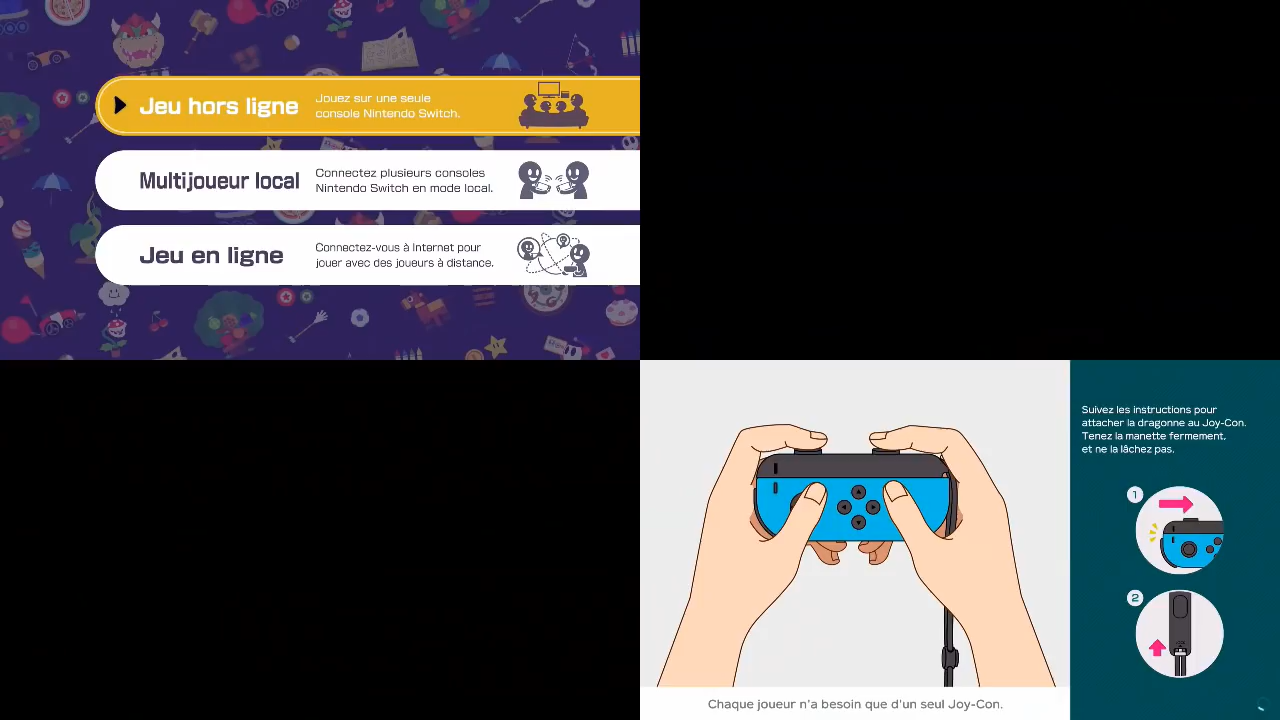 Jeu hors ligne
Jouez sur une seule
console Nintendo Switch.
Multijoueur local
Connectez plusieurs consoles
Nintendo Switch en mode local.
Jeu en ligne
Connectez-vous à Internet pour
jouer avec des joueurs à distance.
Suivez les instructions pour
attacher la dragonne au Joy-Con.
Tenez la manette fermement,
et ne la lâchez pas.
1
2
Chaque joueur n'a besoin que d'un seul Joy-Con.